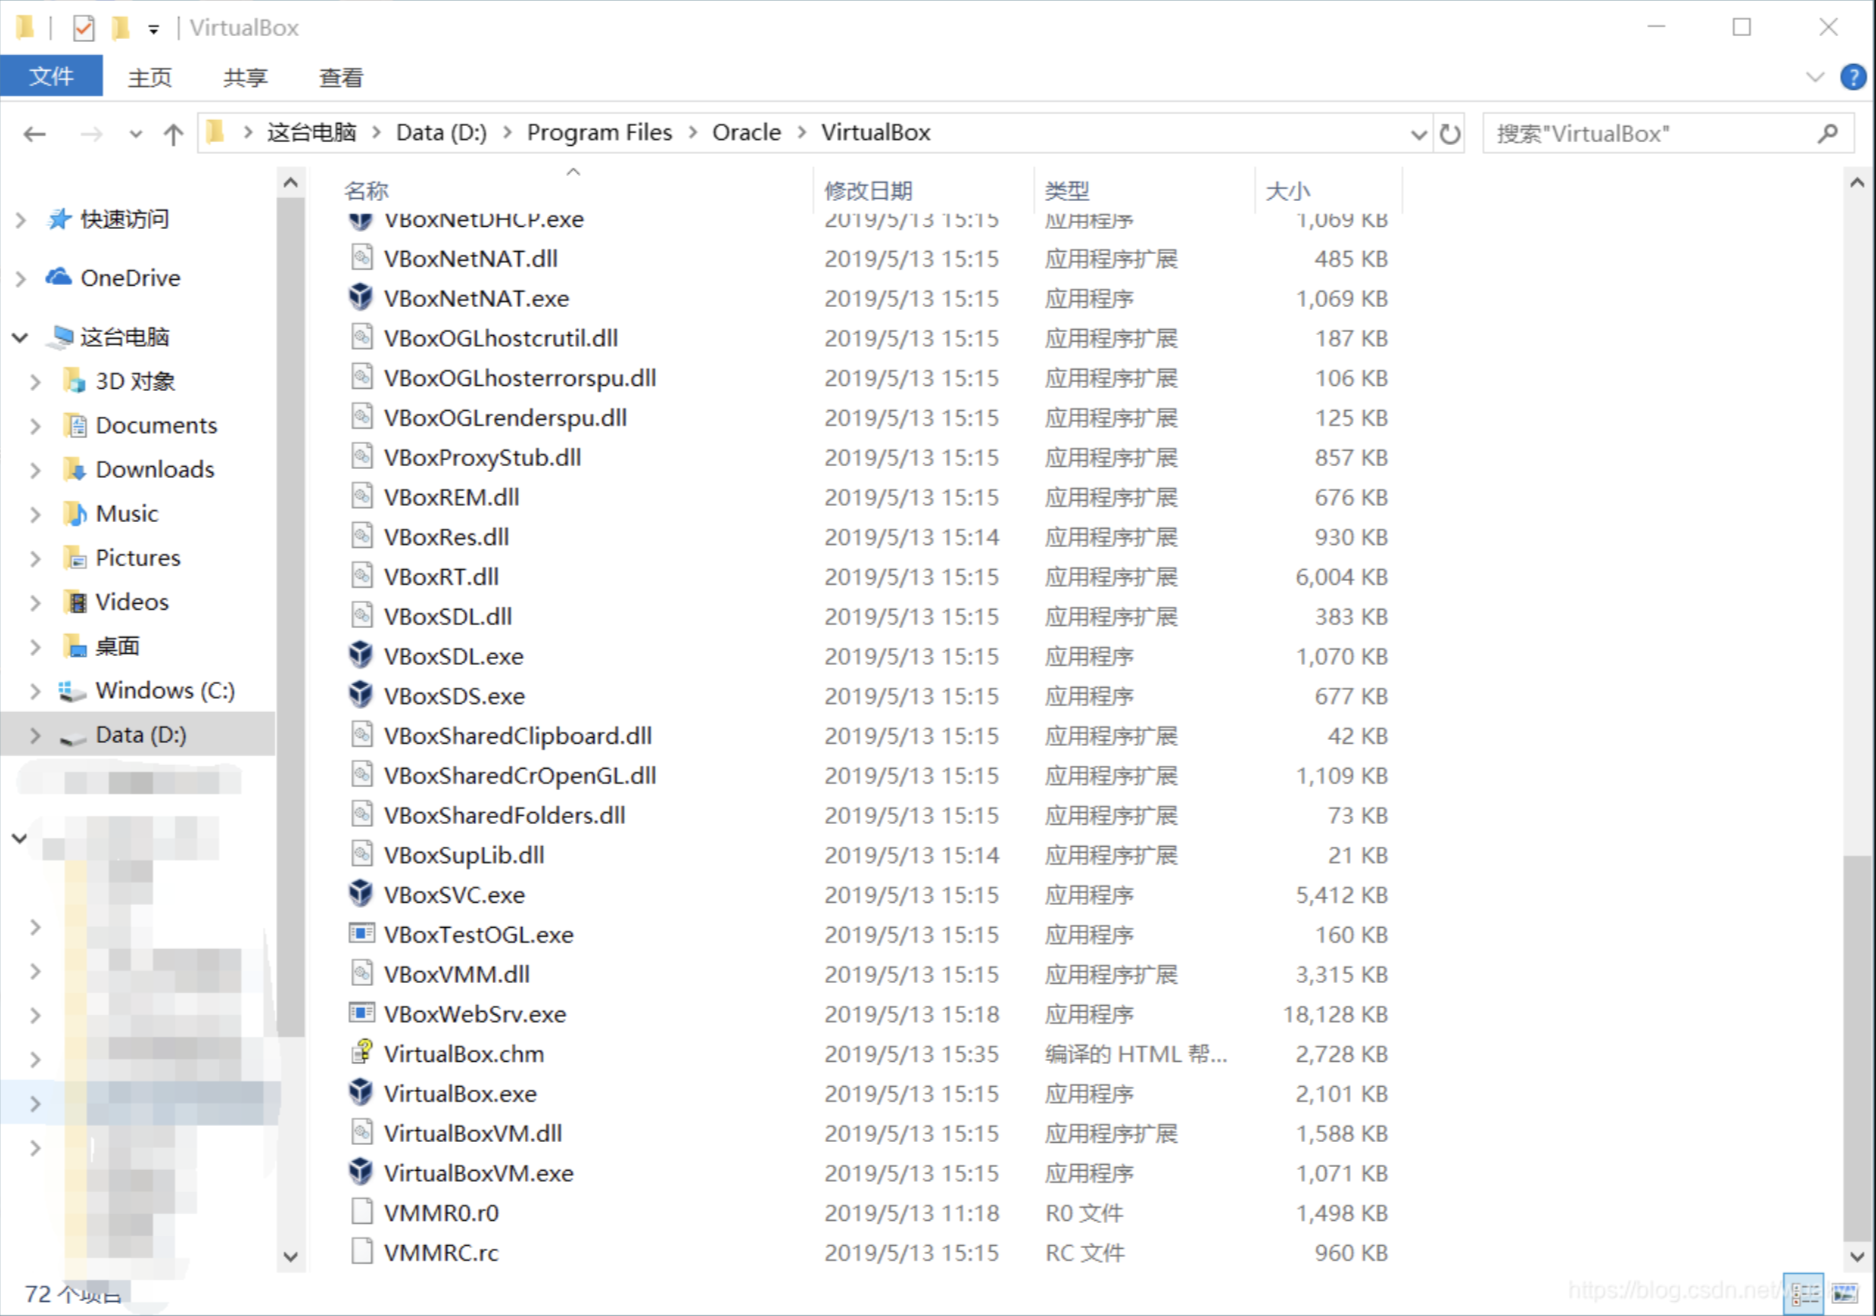 VirtualBox
文件 主页 共享 查看
这台电脑 Data (D:) Program Files Oracle VirtualBox
搜索"VirtualBox"
快速访问
OneDrive
这台电脑
3D 对象
Documents
Downloads
Music
Pictures
Videos
桌面
Windows (C:)
Data (D:)
名称 修改日期 类型 大小
VBoxNetDHCP.exe 2019/5/13 15:15 应用程序 1,069 KB
VBoxNetNAT.dll 2019/5/13 15:15 应用程序扩展 485 KB
VBoxNetNAT.exe 2019/5/13 15:15 应用程序 1,069 KB
VBoxOGLhostcrutil.dll 2019/5/13 15:15 应用程序扩展 187 KB
VBoxOGLhosterrorspu.dll 2019/5/13 15:15 应用程序扩展 106 KB
VBoxOGLrenderspu.dll 2019/5/13 15:15 应用程序扩展 125 KB
VBoxProxyStub.dll 2019/5/13 15:15 应用程序扩展 857 KB
VBoxREM.dll 2019/5/13 15:15 应用程序扩展 676 KB
VBoxRes.dll 2019/5/13 15:14 应用程序扩展 930 KB
VBoxRT.dll 2019/5/13 15:15 应用程序扩展 6,004 KB
VBoxSDL.dll 2019/5/13 15:15 应用程序扩展 383 KB
VBoxSDL.exe 2019/5/13 15:15 应用程序 1,070 KB
VBoxSDS.exe 2019/5/13 15:15 应用程序 677 KB
VBoxSharedClipboard.dll 2019/5/13 15:15 应用程序扩展 42 KB
VBoxSharedCrOpenGL.dll 2019/5/13 15:15 应用程序扩展 1,109 KB
VBoxSharedFolders.dll 2019/5/13 15:15 应用程序扩展 73 KB
VBoxSupLib.dll 2019/5/13 15:14 应用程序扩展 21 KB
VBoxSVC.exe 2019/5/13 15:15 应用程序 5,412 KB
VBoxTestOGL.exe 2019/5/13 15:15 应用程序 160 KB
VBoxVMM.dll 2019/5/13 15:15 应用程序扩展 3,315 KB
VBoxWebSrv.exe 2019/5/13 15:18 应用程序 18,128 KB
VirtualBox.chm 2019/5/13 15:35 编译的 HTML 帮... 2,728 KB
VirtualBox.exe 2019/5/13 15:15 应用程序 2,101 KB
VirtualBoxVM.dll 2019/5/13 15:15 应用程序扩展 1,588 KB
VirtualBoxVM.exe 2019/5/13 15:15 应用程序 1,071 KB
VMMR0.r0 2019/5/13 11:18 R0 文件 1,498 KB
VMMRC.rc 2019/5/13 15:15 RC 文件 960 KB
72 个项目